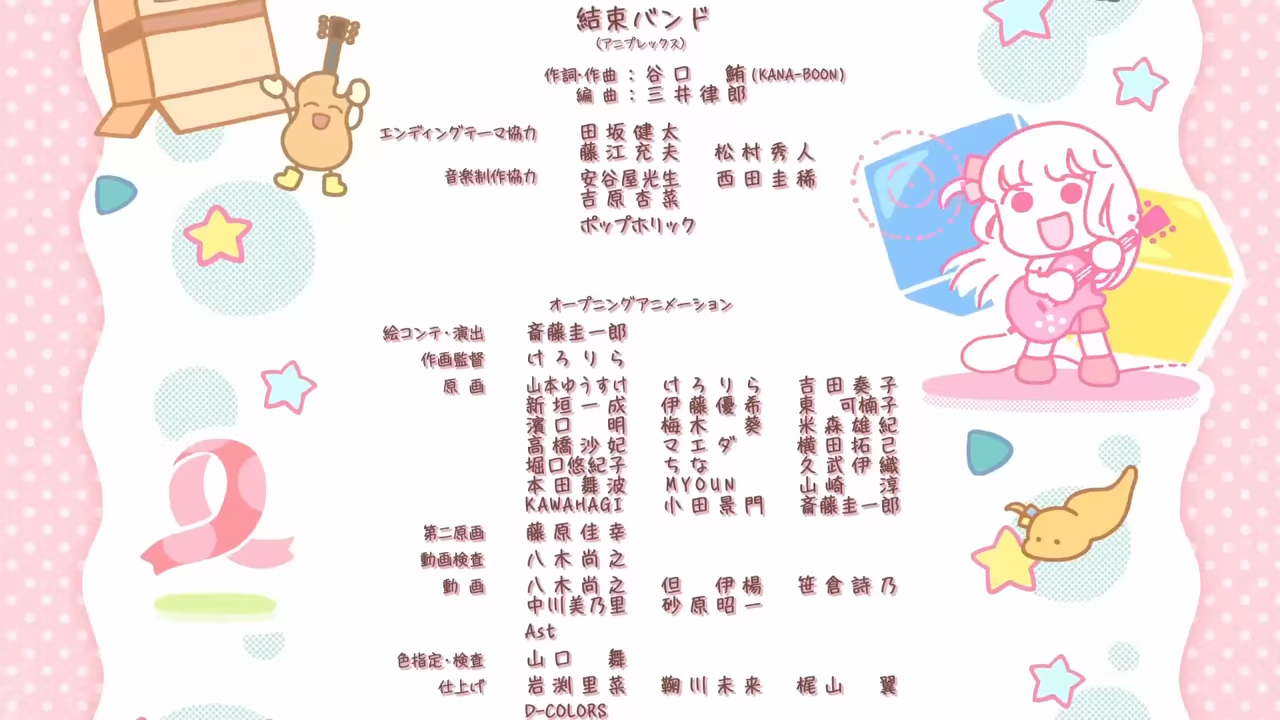 結束バンド
(アニプレックス)
作詞・作曲：谷口　鮪(KANA-BOON)
編曲：三井律郎
エンディングテーマ協力　田坂健太
藤江充夫　松村秀人
音楽制作協力　安谷屋光生　西田圭稀
吉原杏菜
ポップホリック
オープニングアニメーション
絵コンテ・演出　斎藤圭一郎
作画監督　けろりら
原画　山本ゆうすけ　けろりら　吉田奏子
新垣一成　伊藤優希　東　可楠子
濱口　明　梅木　葵　米森雄紀
高橋沙妃　マエダ　横田拓己
堀口悠紀子　ちな　久武伊織
本田舞波　MYOUN　山崎　淳
KAWAHAGI　小田景門　斎藤圭一郎
第二原画　藤原佳幸
動画検査　八木尚之
動画　八木尚之　但　伊楊　笹倉詩乃
中川美乃里　砂原昭一
Ast
色指定・検査　山口　舞
仕上げ　岩渕里菜　鞠川未来　梶山　翼
D-COLORS